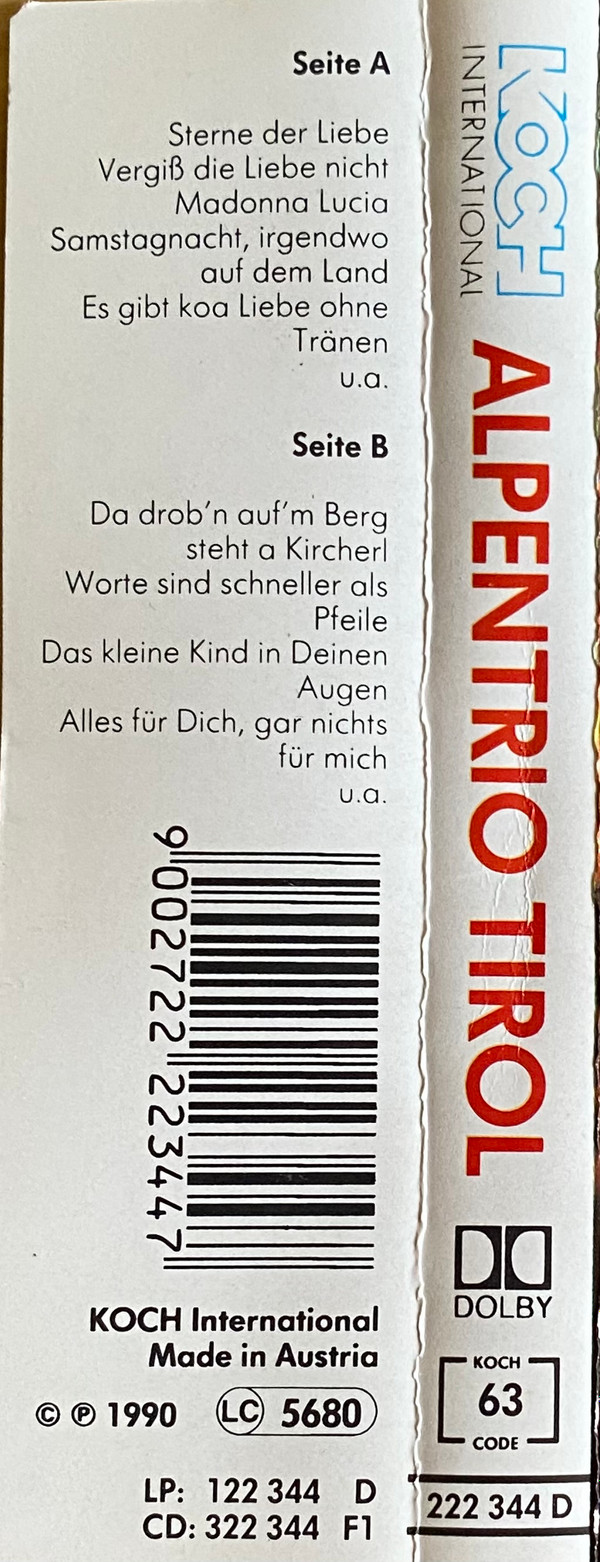 Seite A
Sterne der Liebe
Vergiß die Liebe nicht
Madonna Lucia
Samstagnacht, irgendwo
auf dem Land
Es gibt koa Liebe ohne
Tränen
u.a.
Seite B
Da drob'n auf'm Berg
steht a Kircherl
Worte sind schneller als
Pfeile
Das kleine Kind in Deinen
Augen
Alles für Dich, gar nichts
für mich
u.a.
9 002722 223447
KOCH International
Made in Austria
© ℗ 1990 LC 5680
LP: 122 344 D
CD: 322 344 F1
KOCH
INTERNATIONAL
ALPENTRIO TIROL
DOLBY
KOCH
63
CODE
222 344 D